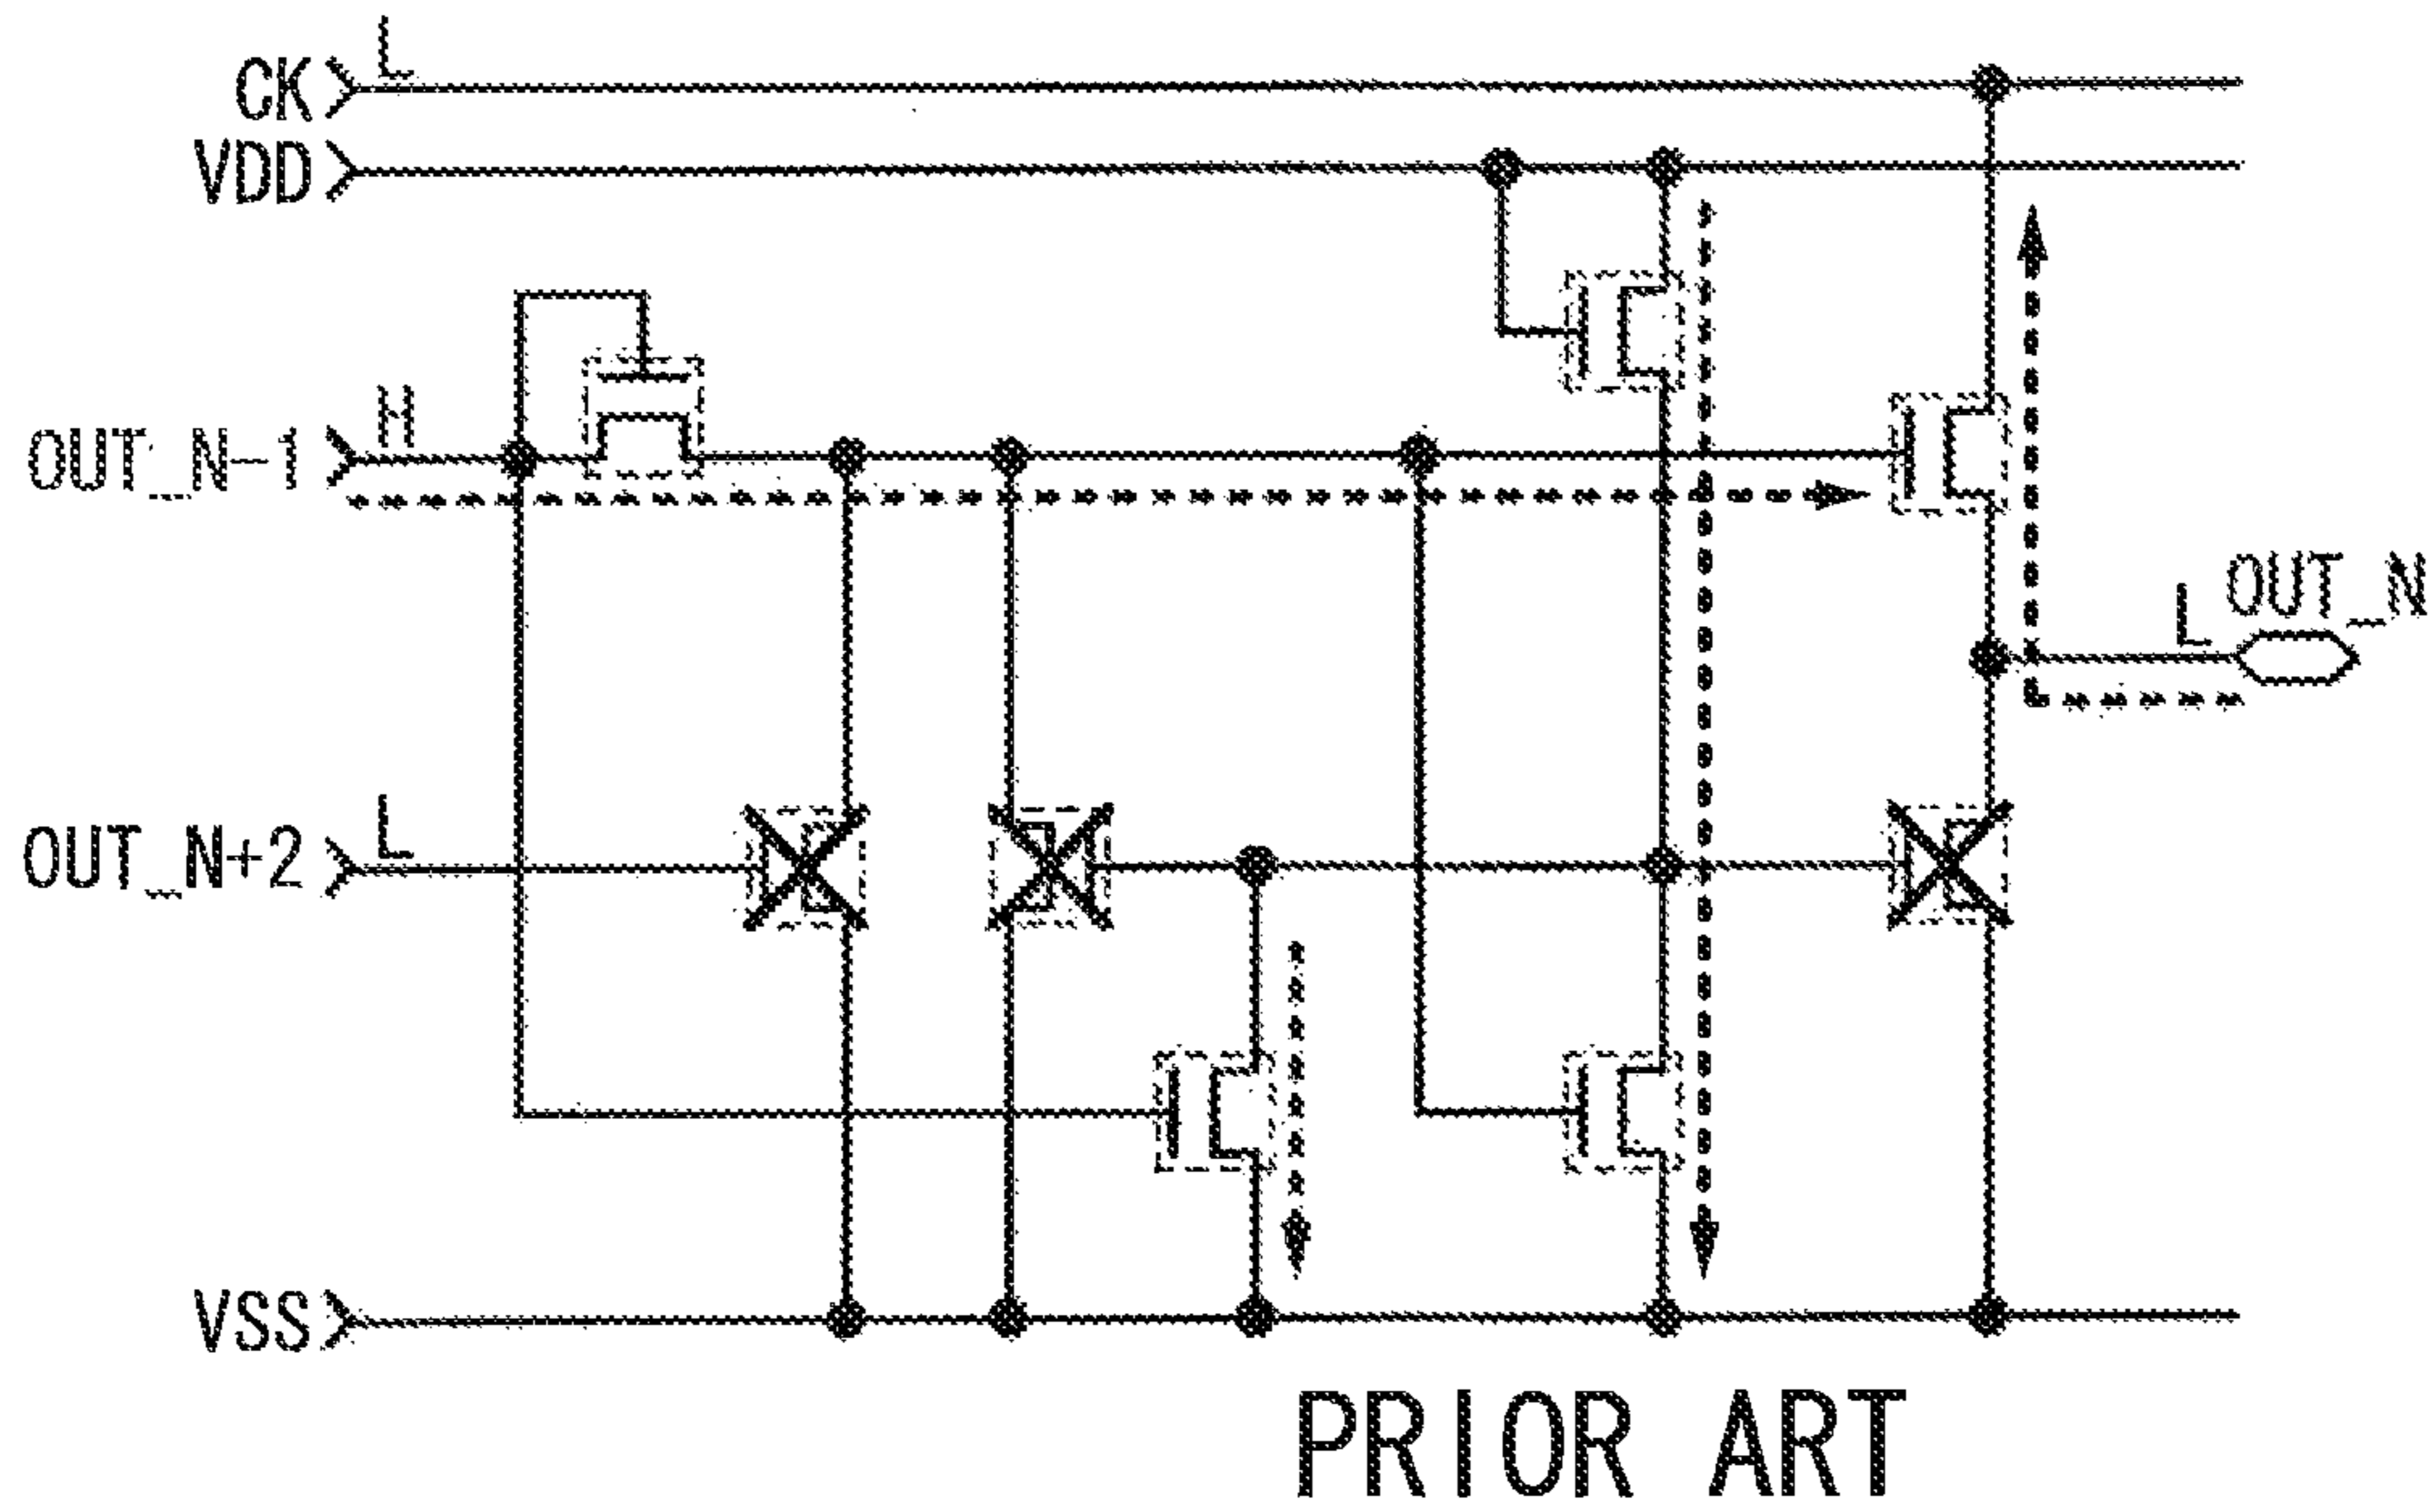 CK L
VDD
OUT_N-1 H
L OUT_N
OUT_N+2 L
VSS
PRIOR ART